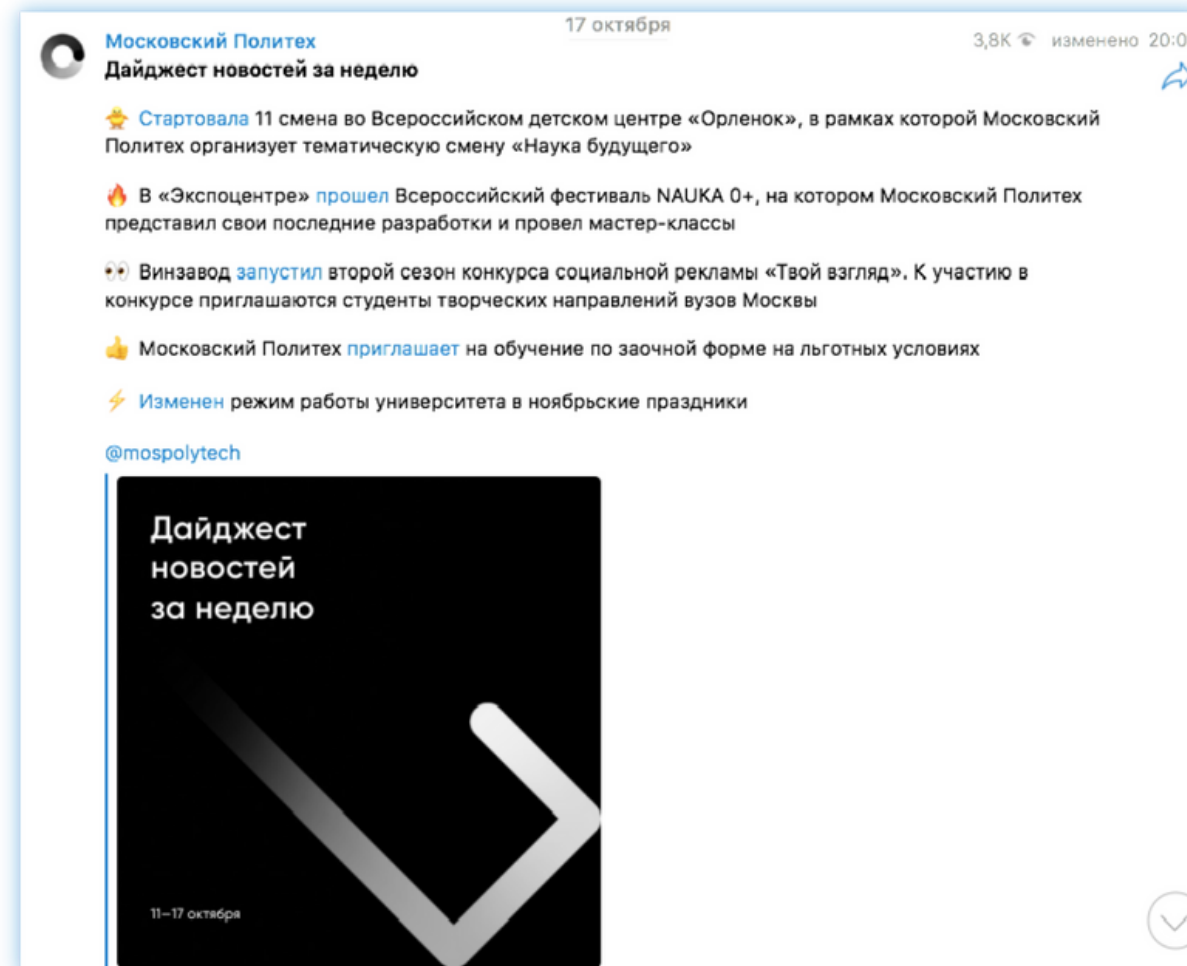 17 октября
Московский Политех
3,8K изменено 20:0
Дайджест новостей за неделю
🐥 Стартовала 11 смена во Всероссийском детском центре «Орленок», в рамках которой Московский
Политех организует тематическую смену «Наука будущего»
🔥 В «Экспоцентре» прошел Всероссийский фестиваль NAUKA 0+, на котором Московский Политех
представил свои последние разработки и провел мастер-классы
👀 Винзавод запустил второй сезон конкурса социальной рекламы «Твой взгляд». К участию в
конкурсе приглашаются студенты творческих направлений вузов Москвы
👍 Московский Политех приглашает на обучение по заочной форме на льготных условиях
⚡ Изменен режим работы университета в ноябрьские праздники
@mospolytech
Дайджест
новостей
за неделю
11–17 октября